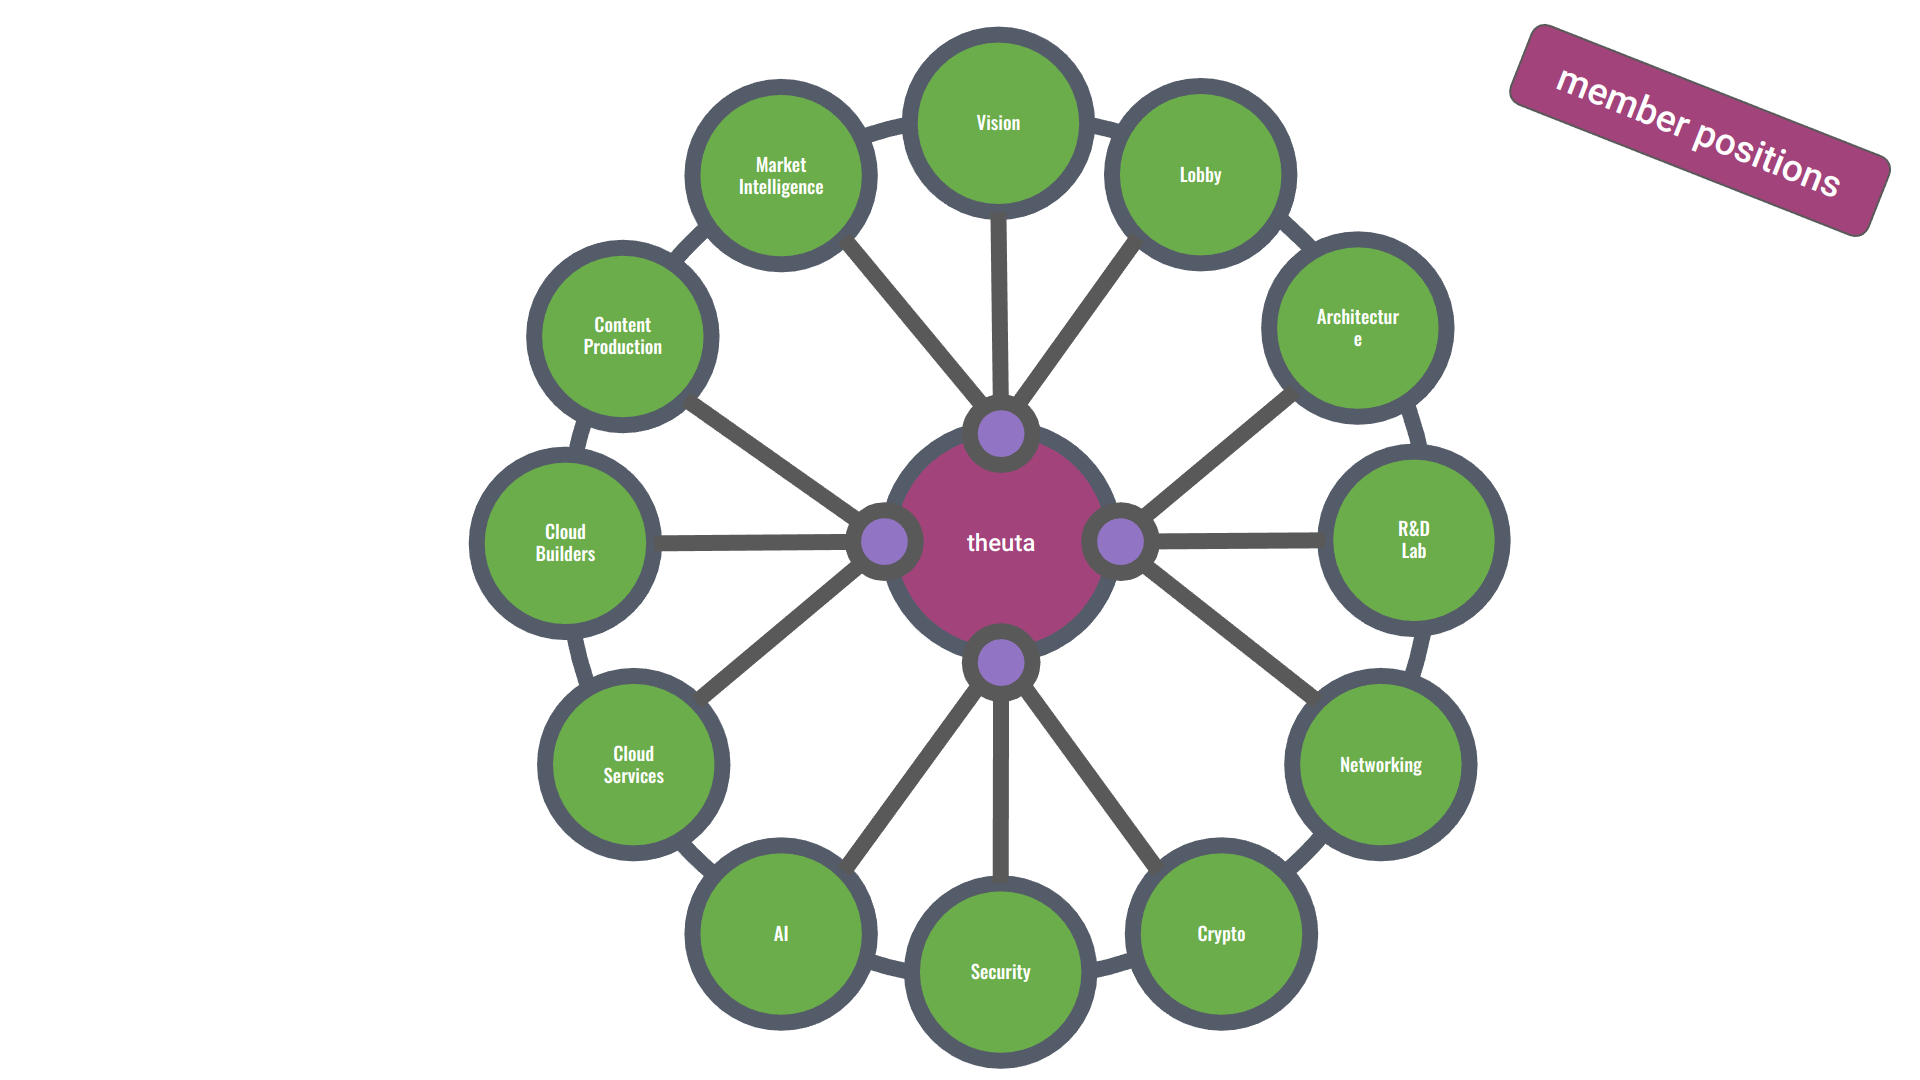 member positions
Vision
Market
Intelligence
Lobby
Content
Production
Architectur
e
Cloud
Builders
theuta
R&D
Lab
Cloud
Services
Networking
AI
Security
Crypto